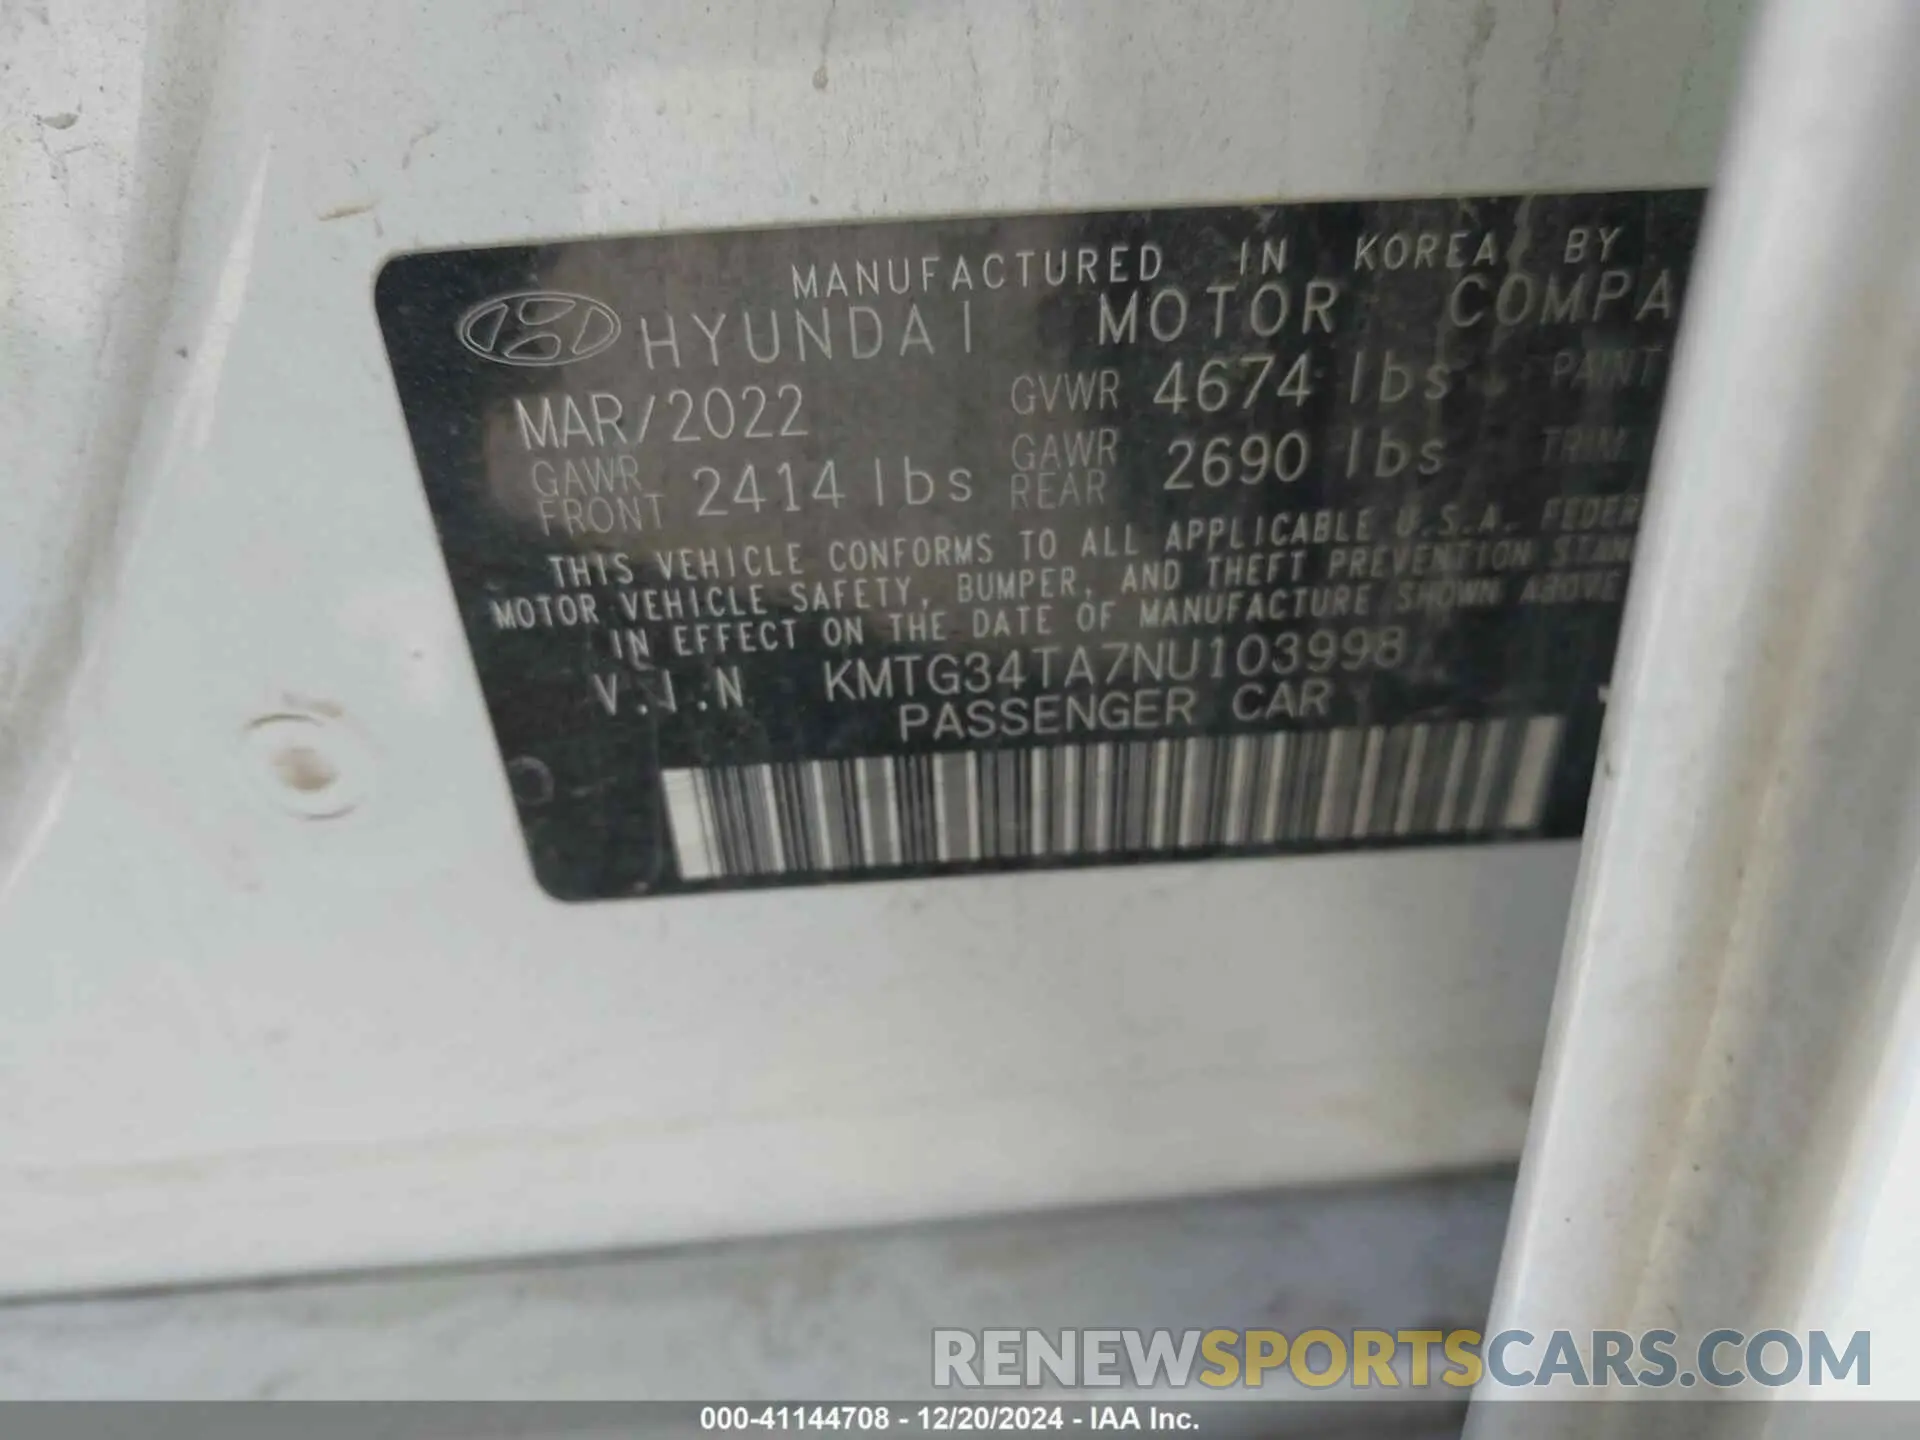 MANUFACTURED IN KOREA BY
HYUNDAI MOTOR COMPA
MAR/2022 GVWR 4674 lbs PAINT
GAWR FRONT 2414 lbs GAWR REAR 2690 lbs TRIM
THIS VEHICLE CONFORMS TO ALL APPLICABLE U.S.A. FEDER
MOTOR VEHICLE SAFETY, BUMPER, AND THEFT PREVENTION STAN
IN EFFECT ON THE DATE OF MANUFACTURE SHOWN ABOVE
V.I.N KMTG34TA7NU103998
PASSENGER CAR
RENEWSPORTSCARS.COM
000-41144708 - 12/20/2024 - IAA Inc.